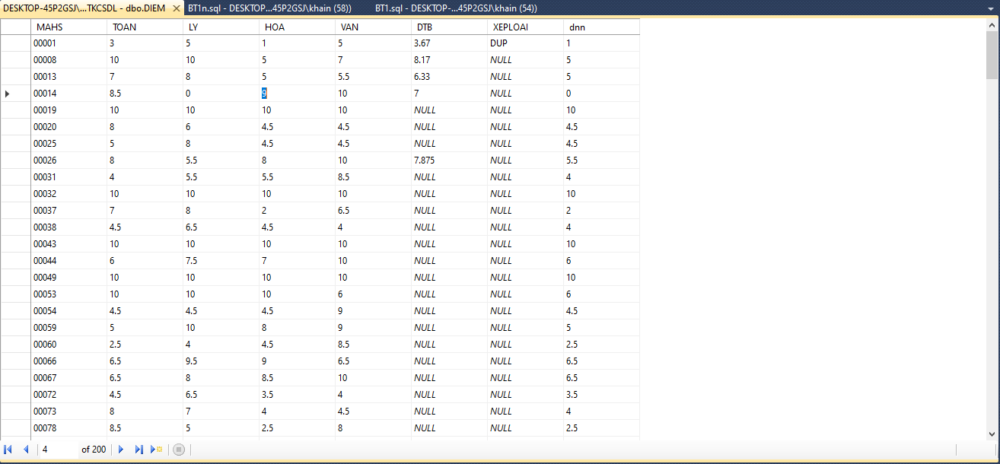 DESKTOP-45P2GSJ\...TKCSDL - dbo.DIEM BT1n.sql - DESKTOP...45P2GSJ\khain (58)) BT1.sql - DESKTOP-...45P2GSJ\khain (54))
MAHS TOAN LY HOA VAN DTB XEPLOAI dnn
00001 3 5 1 5 3.67 DUP 1
00008 10 10 5 7 8.17 NULL 5
00013 7 8 5 5.5 6.33 NULL 5
00014 8.5 0 9 10 7 NULL 0
00019 10 10 10 10 NULL NULL 10
00020 8 6 4.5 4.5 NULL NULL 4.5
00025 5 8 4.5 4.5 NULL NULL 4.5
00026 8 5.5 8 10 7.875 NULL 5.5
00031 4 5.5 5.5 8.5 NULL NULL 4
00032 10 10 10 10 NULL NULL 10
00037 7 8 2 6.5 NULL NULL 2
00038 4.5 6.5 4.5 4 NULL NULL 4
00043 10 10 10 10 NULL NULL 10
00044 6 7.5 7 10 NULL NULL 6
00049 10 10 10 10 NULL NULL 10
00053 10 10 10 6 NULL NULL 6
00054 4.5 4.5 4.5 9 NULL NULL 4.5
00059 5 10 8 9 NULL NULL 5
00060 2.5 4 4.5 8.5 NULL NULL 2.5
00066 6.5 9.5 9 6.5 NULL NULL 6.5
00067 6.5 8 8.5 10 NULL NULL 6.5
00072 4.5 6.5 3.5 4 NULL NULL 3.5
00073 8 7 4 4.5 NULL NULL 4
00078 8.5 5 2.5 8 NULL NULL 2.5
4 of 200